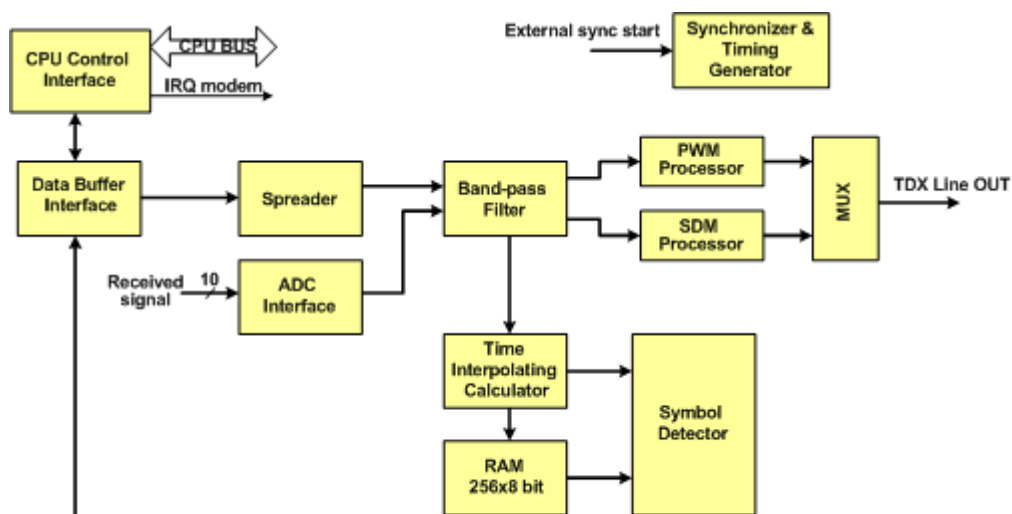 CPU Control
Interface
CPU BUS
IRQ modem
External sync start
Synchronizer &
Timing
Generator
Data Buffer
Interface
Spreader
Band-pass
Filter
PWM
Processor
SDM
Processor
MUX
TDX Line OUT
Received
signal
10
ADC
Interface
Time
Interpolating
Calculator
RAM
256x8 bit
Symbol
Detector